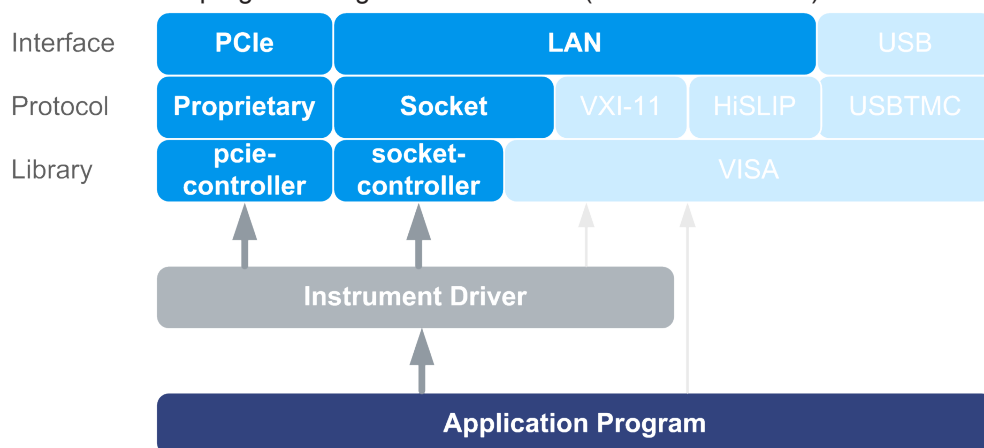 Interface PCIe LAN USB
Protocol Proprietary Socket VXI-11 HiSLIP USBTMC
Library pcie-controller socket-controller VISA
Instrument Driver
Application Program